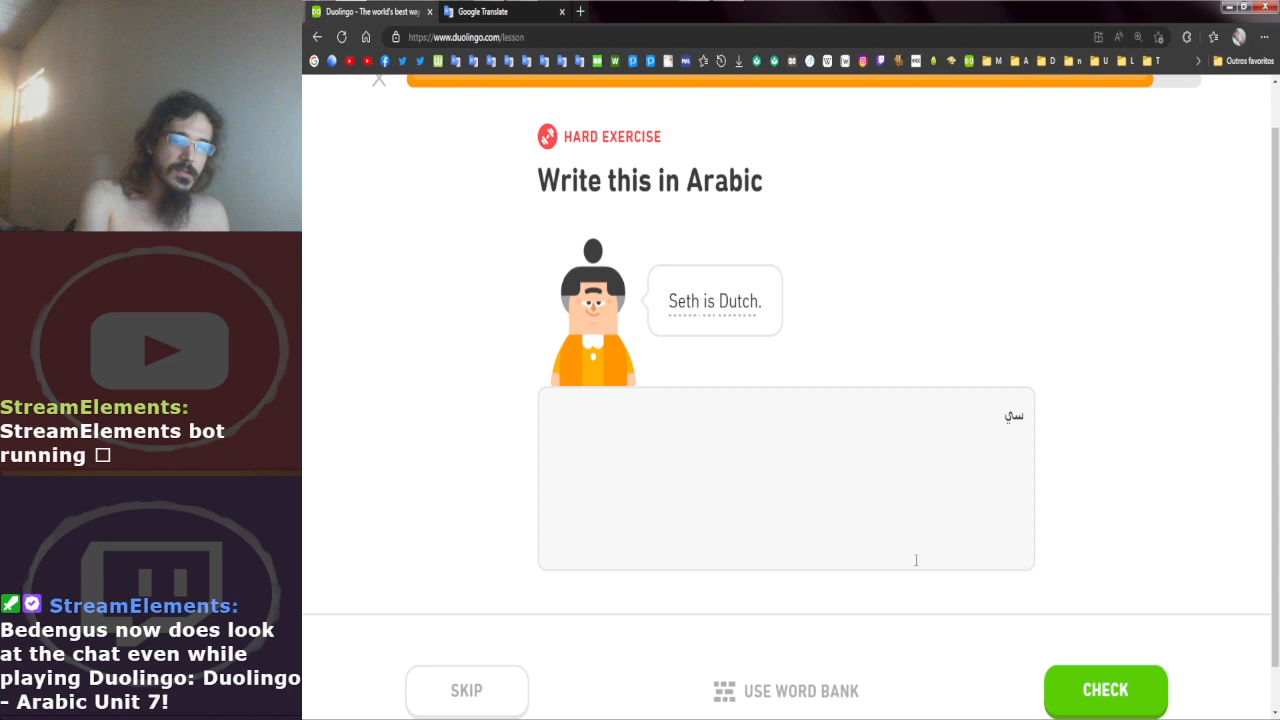 Duolingo - The world's best way
Google Translate
https://www.duolingo.com/lesson
M
A
D
n
U
L
T
Outros favoritos
HARD EXERCISE
Write this in Arabic
Seth is Dutch.
سي
SKIP
USE WORD BANK
CHECK
StreamElements:
StreamElements bot
running
StreamElements:
Bedengus now does look
at the chat even while
playing Duolingo: Duolingo
- Arabic Unit 7!